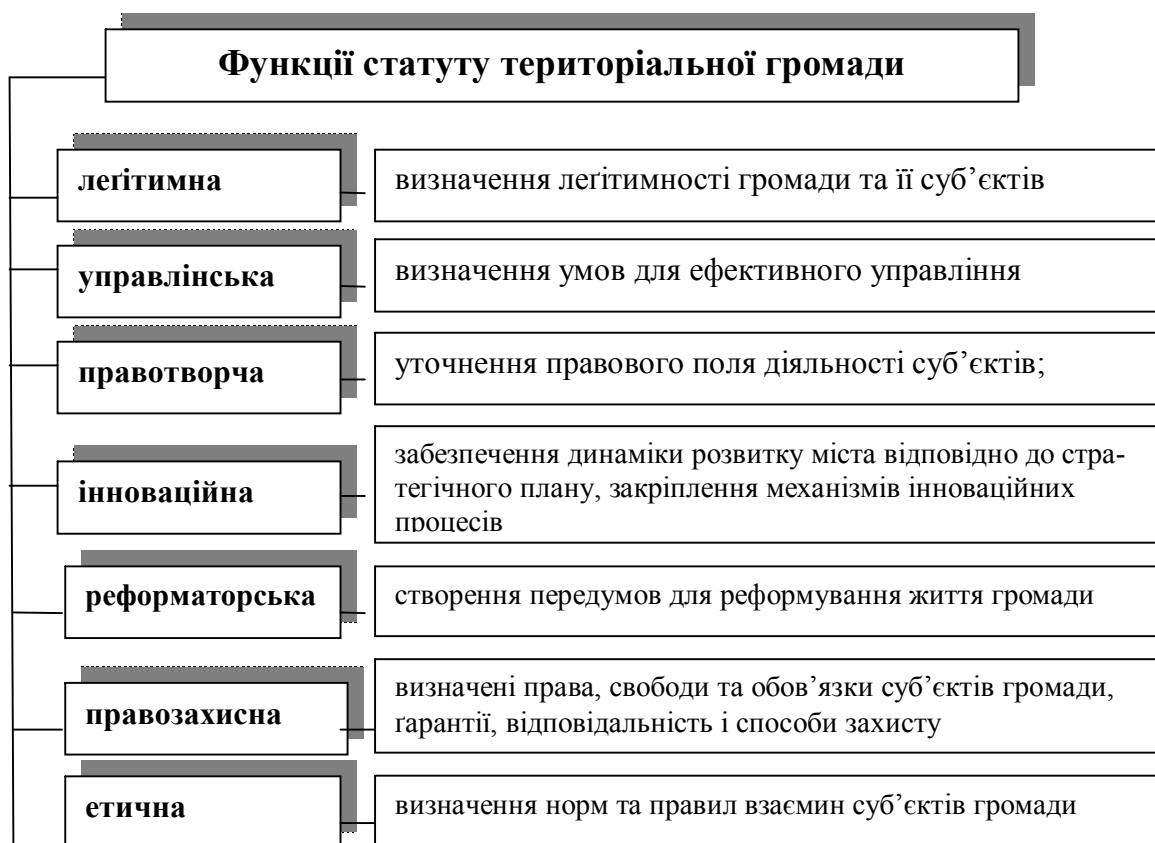 Функції статуту територіальної громади
леґітимна
визначення леґітимності громади та її суб’єктів
управлінська
визначення умов для ефективного управління
правотворча
уточнення правового поля діяльності суб’єктів;
інноваційна
забезпечення динаміки розвитку міста відповідно до стра-
тегічного плану, закріплення механізмів інноваційних
процесів
реформаторська
створення передумов для реформування життя громади
правозахисна
визначені права, свободи та обов’язки суб’єктів громади,
ґарантії, відповідальність і способи захисту
етична
визначення норм та правил взаємин суб’єктів громади